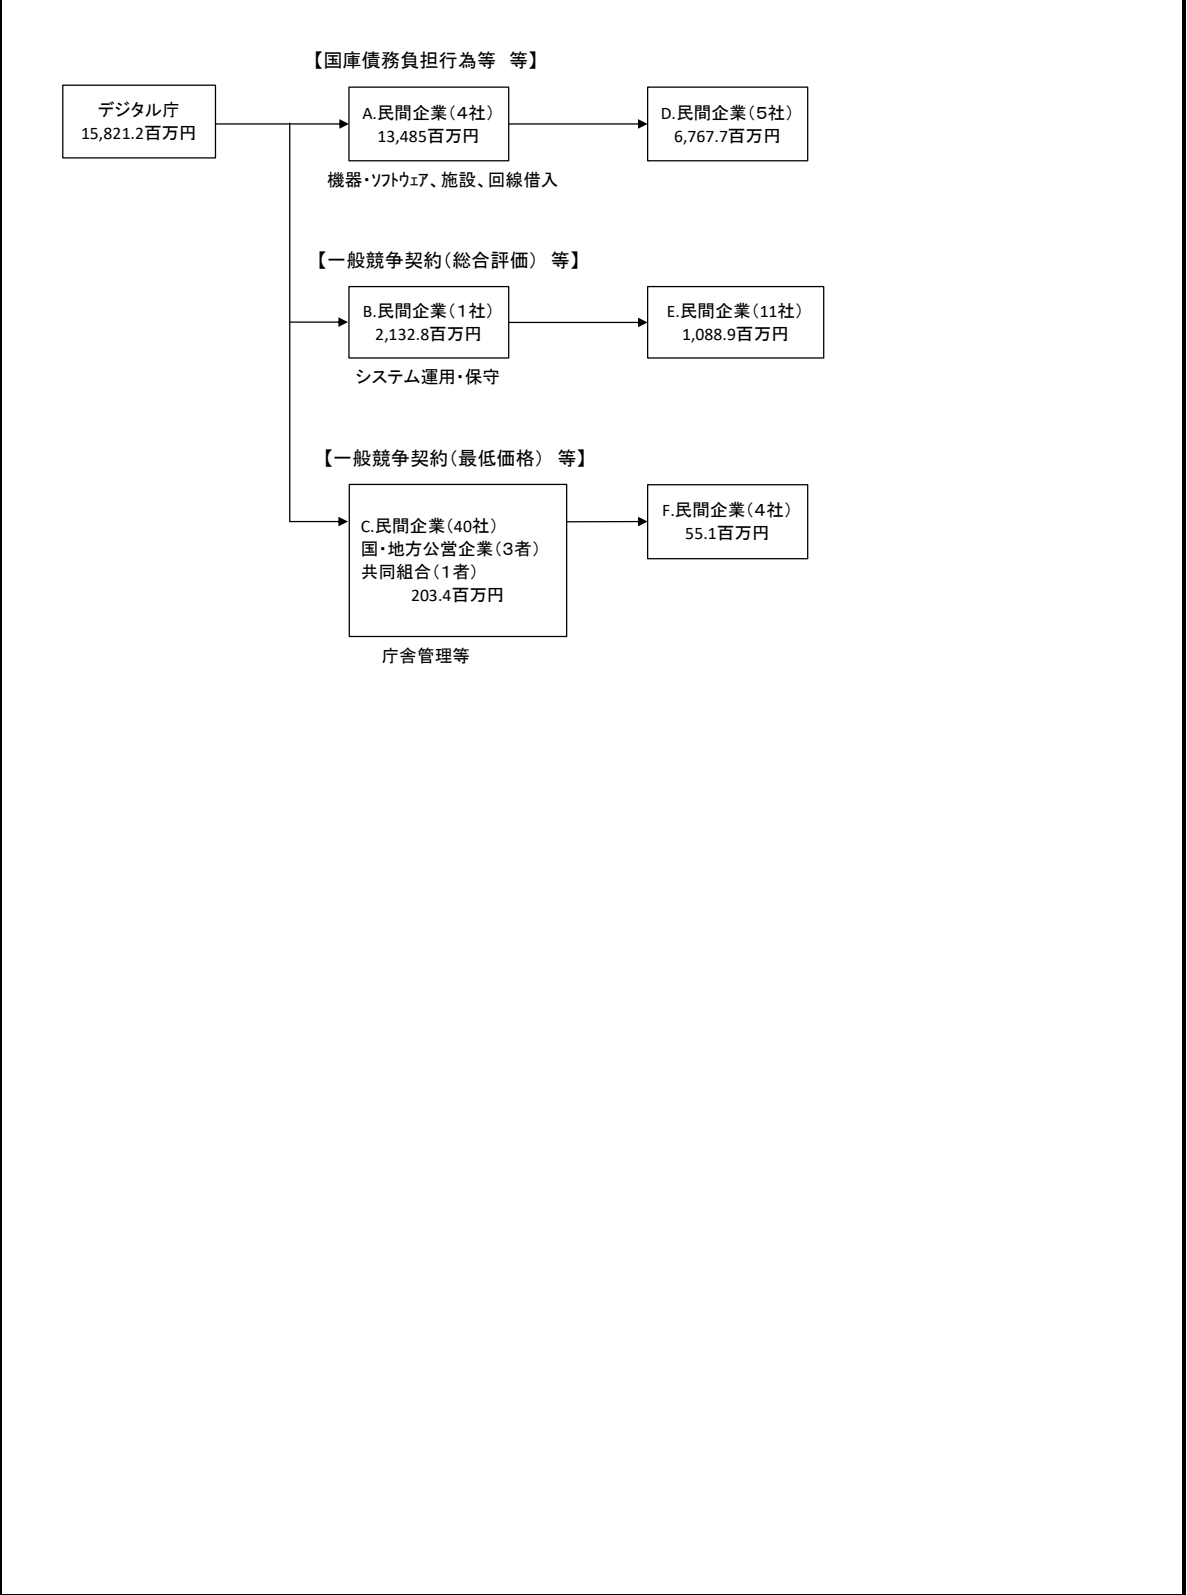 【国庫債務負担行為等　等】
デジタル庁
15,821.2百万円
A.民間企業(４社)
13,485百万円
D.民間企業(５社)
6,767.7百万円
機器・ｿﾌﾄｳｪｱ、施設、回線借入
【一般競争契約(総合評価)　等】
B.民間企業(１社)
2,132.8百万円
E.民間企業(11社)
1,088.9百万円
システム運用・保守
【一般競争契約(最低価格)　等】
C.民間企業(40社)
国・地方公営企業(３者)
共同組合(１者)
203.4百万円
F.民間企業(４社)
55.1百万円
庁舎管理等